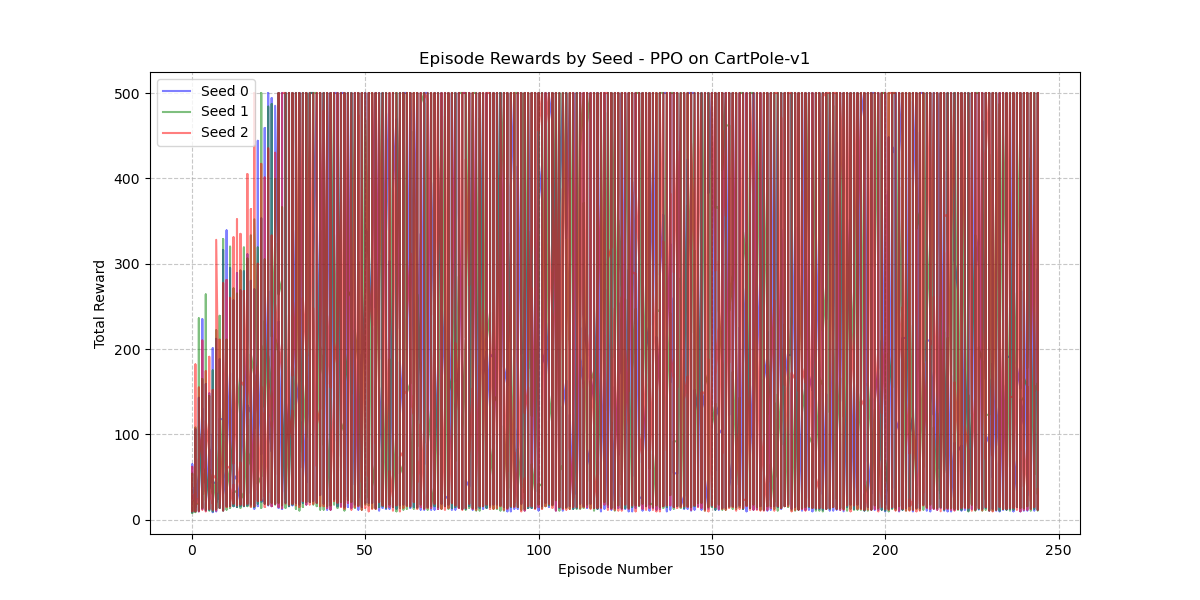 Episode Rewards by Seed - PPO on CartPole-v1
Seed 0
Seed 1
Seed 2
500
400
300
200
100
0
Total Reward
0 50 100 150 200 250
Episode Number